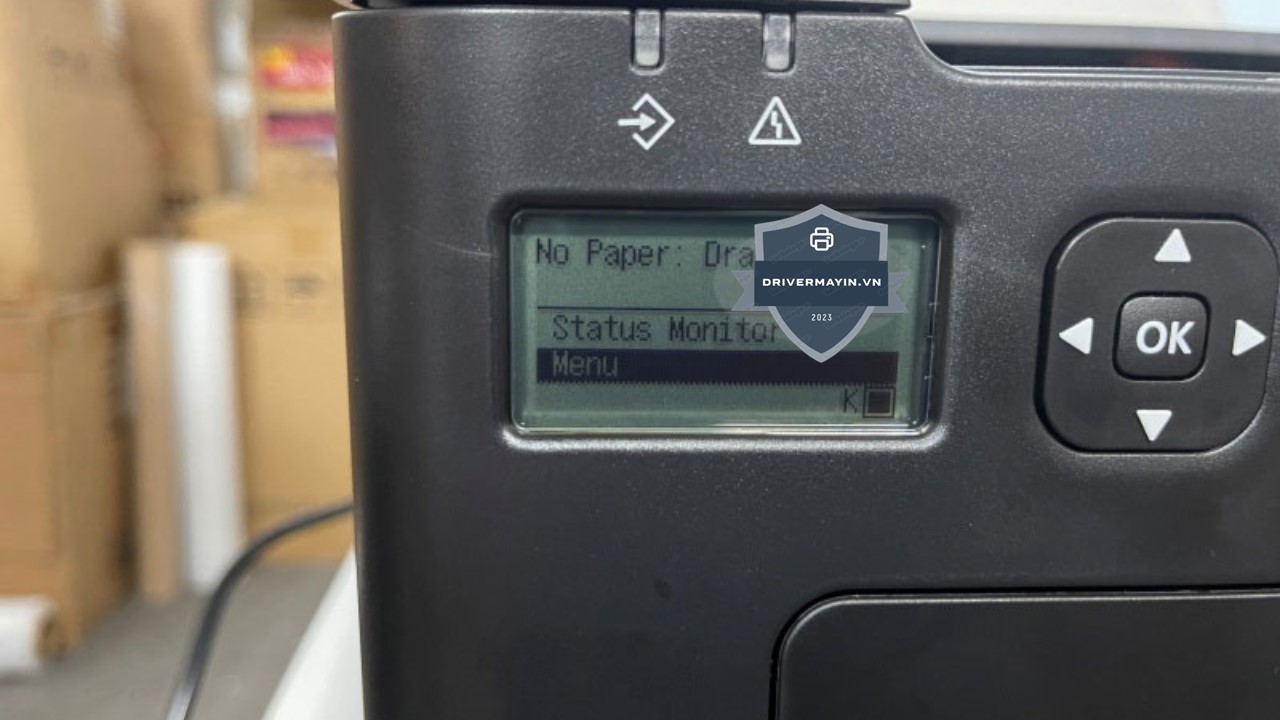 No Paper: Dra
DRIVERMAYIN.VN
2023
Status Monitor
Menu
K
OK